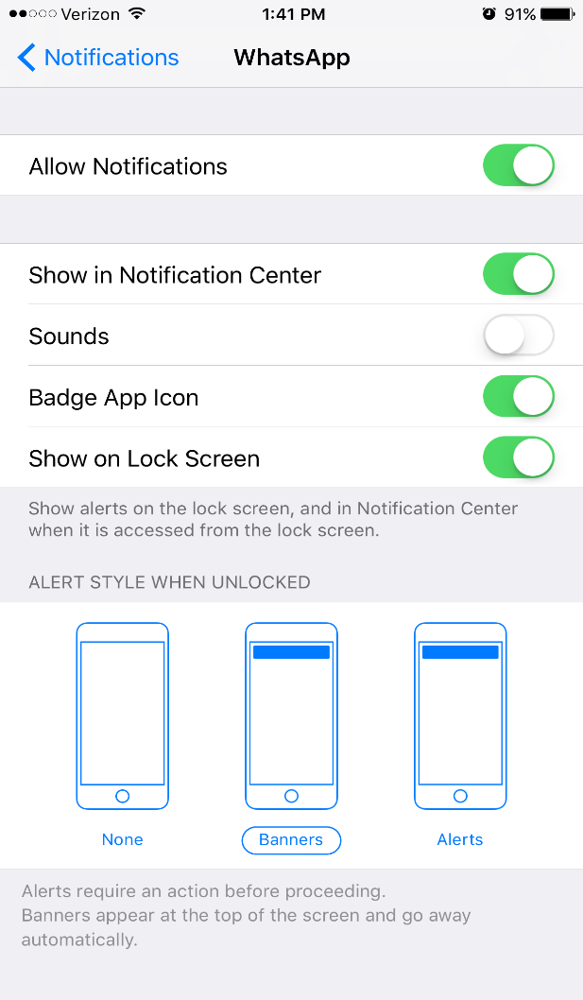 Verizon 1:41 PM 91%
Notifications WhatsApp
Allow Notifications
Show in Notification Center
Sounds
Badge App Icon
Show on Lock Screen
Show alerts on the lock screen, and in Notification Center
when it is accessed from the lock screen.
ALERT STYLE WHEN UNLOCKED
None Banners Alerts
Alerts require an action before proceeding.
Banners appear at the top of the screen and go away
automatically.